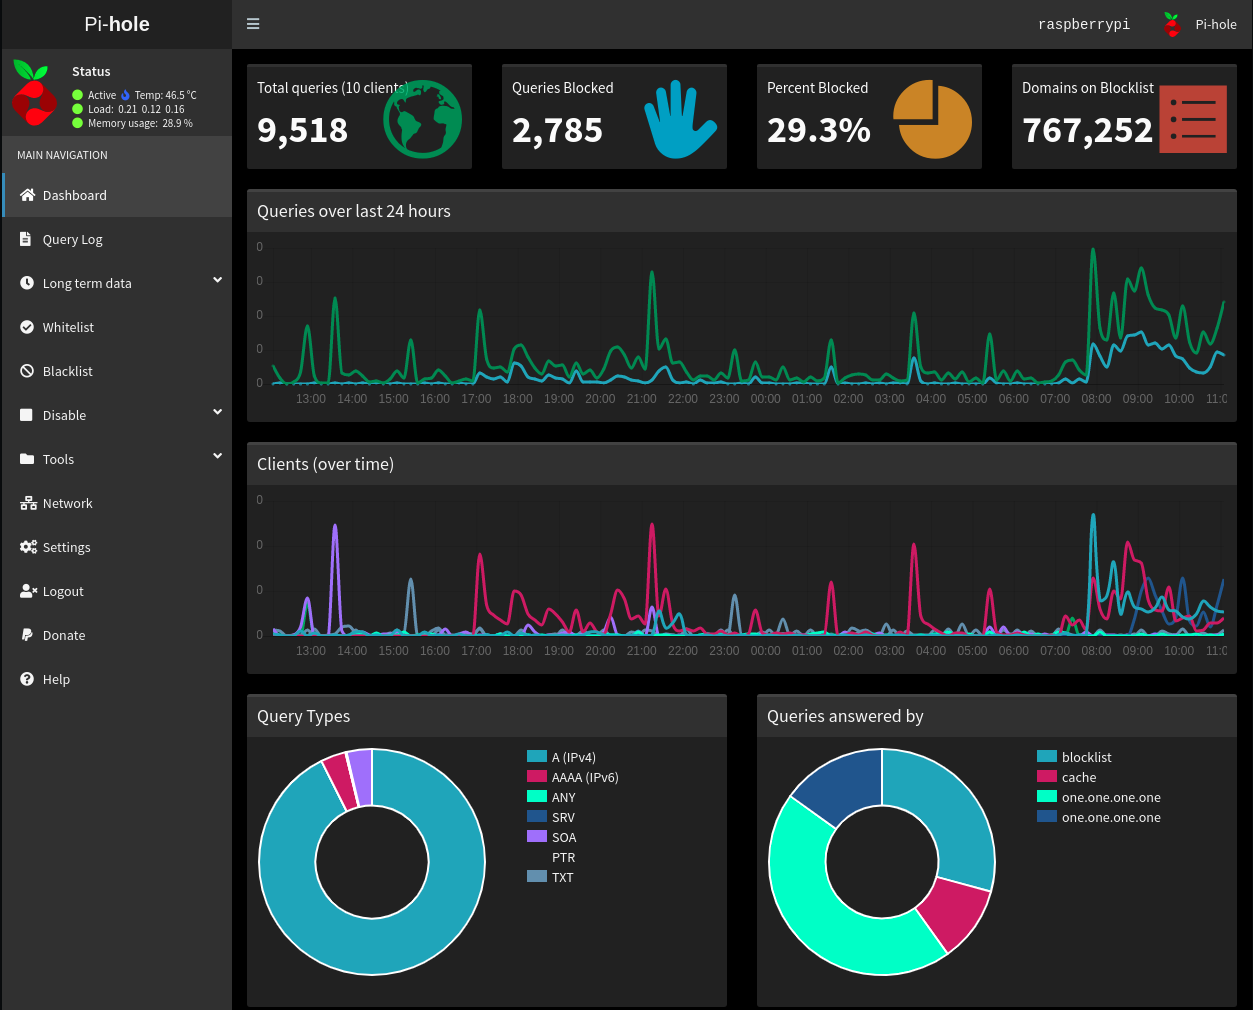 Pi-hole
raspberrypi
Pi-hole
Status
Active Temp: 46.5 °C
Load: 0.21 0.12 0.16
Memory usage: 28.9 %
MAIN NAVIGATION
Dashboard
Query Log
Long term data
Whitelist
Blacklist
Disable
Tools
Network
Settings
Logout
Donate
Help
Total queries (10 clients)
9,518
Queries Blocked
2,785
Percent Blocked
29.3%
Domains on Blocklist
767,252
Queries over last 24 hours
0
0
0
0
0
13:00 14:00 15:00 16:00 17:00 18:00 19:00 20:00 21:00 22:00 23:00 00:00 01:00 02:00 03:00 04:00 05:00 06:00 07:00 08:00 09:00 10:00 11:0
Clients (over time)
0
0
0
0
13:00 14:00 15:00 16:00 17:00 18:00 19:00 20:00 21:00 22:00 23:00 00:00 01:00 02:00 03:00 04:00 05:00 06:00 07:00 08:00 09:00 10:00 11:0
Query Types
A (IPv4)
AAAA (IPv6)
ANY
SRV
SOA
PTR
TXT
Queries answered by
blocklist
cache
one.one.one.one
one.one.one.one